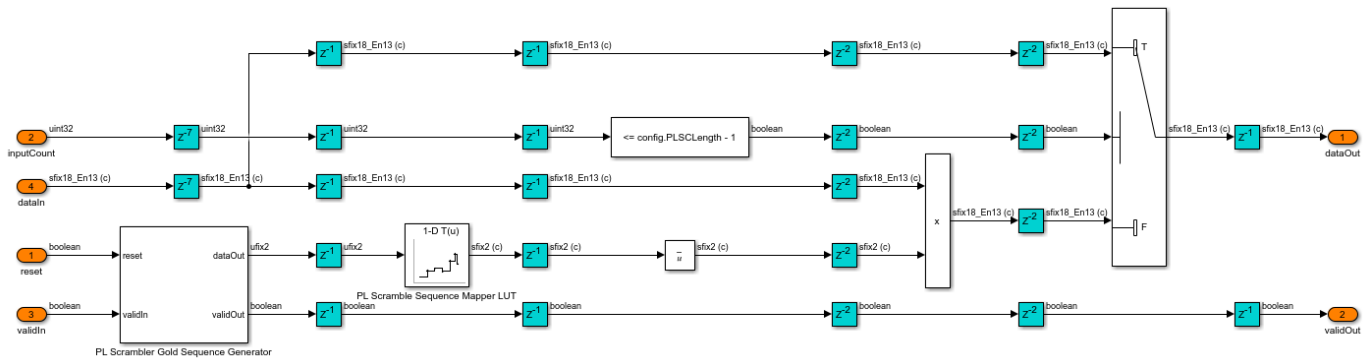 z-1 sfix18_En13 (c) z-1 sfix18_En13 (c) z-2 sfix18_En13 (c) z-2 sfix18_En13 (c) T
2 uint32 z-7 uint32 z-1 uint32 z-1 uint32 <= config.PLSCLength - 1 boolean z-2 boolean z-2 boolean sfix18_En13 (c) z-1 sfix18_En13 (c) 1
inputCount
dataOut
4 sfix18_En13 (c) z-7 sfix18_En13 (c) z-1 sfix18_En13 (c) z-1 sfix18_En13 (c) z-2 sfix18_En13 (c)
dataIn
x sfix18_En13 (c) z-2 sfix18_En13 (c) F
1-D T(u)
1 boolean reset dataOut ufix2 z-1 ufix2 sfix2 (c) z-1 sfix2 (c) sfix2 (c) z-2 sfix2 (c)
reset
PL Scramble Sequence Mapper LUT
3 boolean validIn validOut boolean z-1 boolean z-1 boolean z-2 boolean z-2 boolean z-1 boolean 2
validIn
validOut
PL Scrambler Gold Sequence Generator